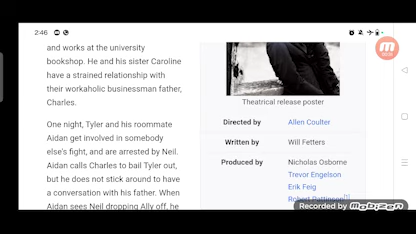 2:46
and works at the university
bookshop. He and his sister Caroline
have a strained relationship with
their workaholic businessman father,
Charles.
One night, Tyler and his roommate
Aidan get involved in somebody
else's fight, and are arrested by Neil.
Aidan calls Charles to bail Tyler out,
but he does not stick around to have
a conversation with his father. When
Aidan sees Neil dropping Ally off, he
Theatrical release poster
Directed by Allen Coulter
Written by Will Fetters
Produced by Nicholas Osborne
Trevor Engelson
Erik Feig
Robert Pattinson[1]
Recorded by Mobizen